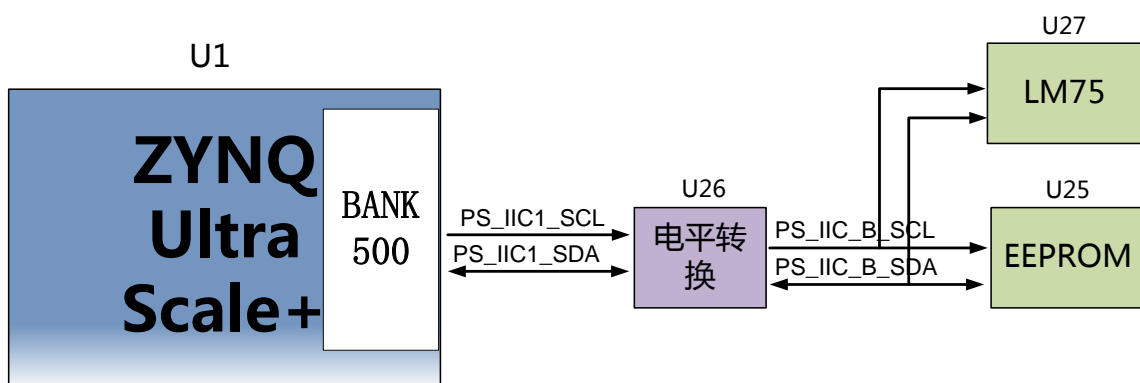 U1
ZYNQ
Ultra
Scale+
BANK
500
PS_IIC1_SCL
PS_IIC1_SDA
U26
电平转
换
PS_IIC_B_SCL
PS_IIC_B_SDA
U27
LM75
U25
EEPROM